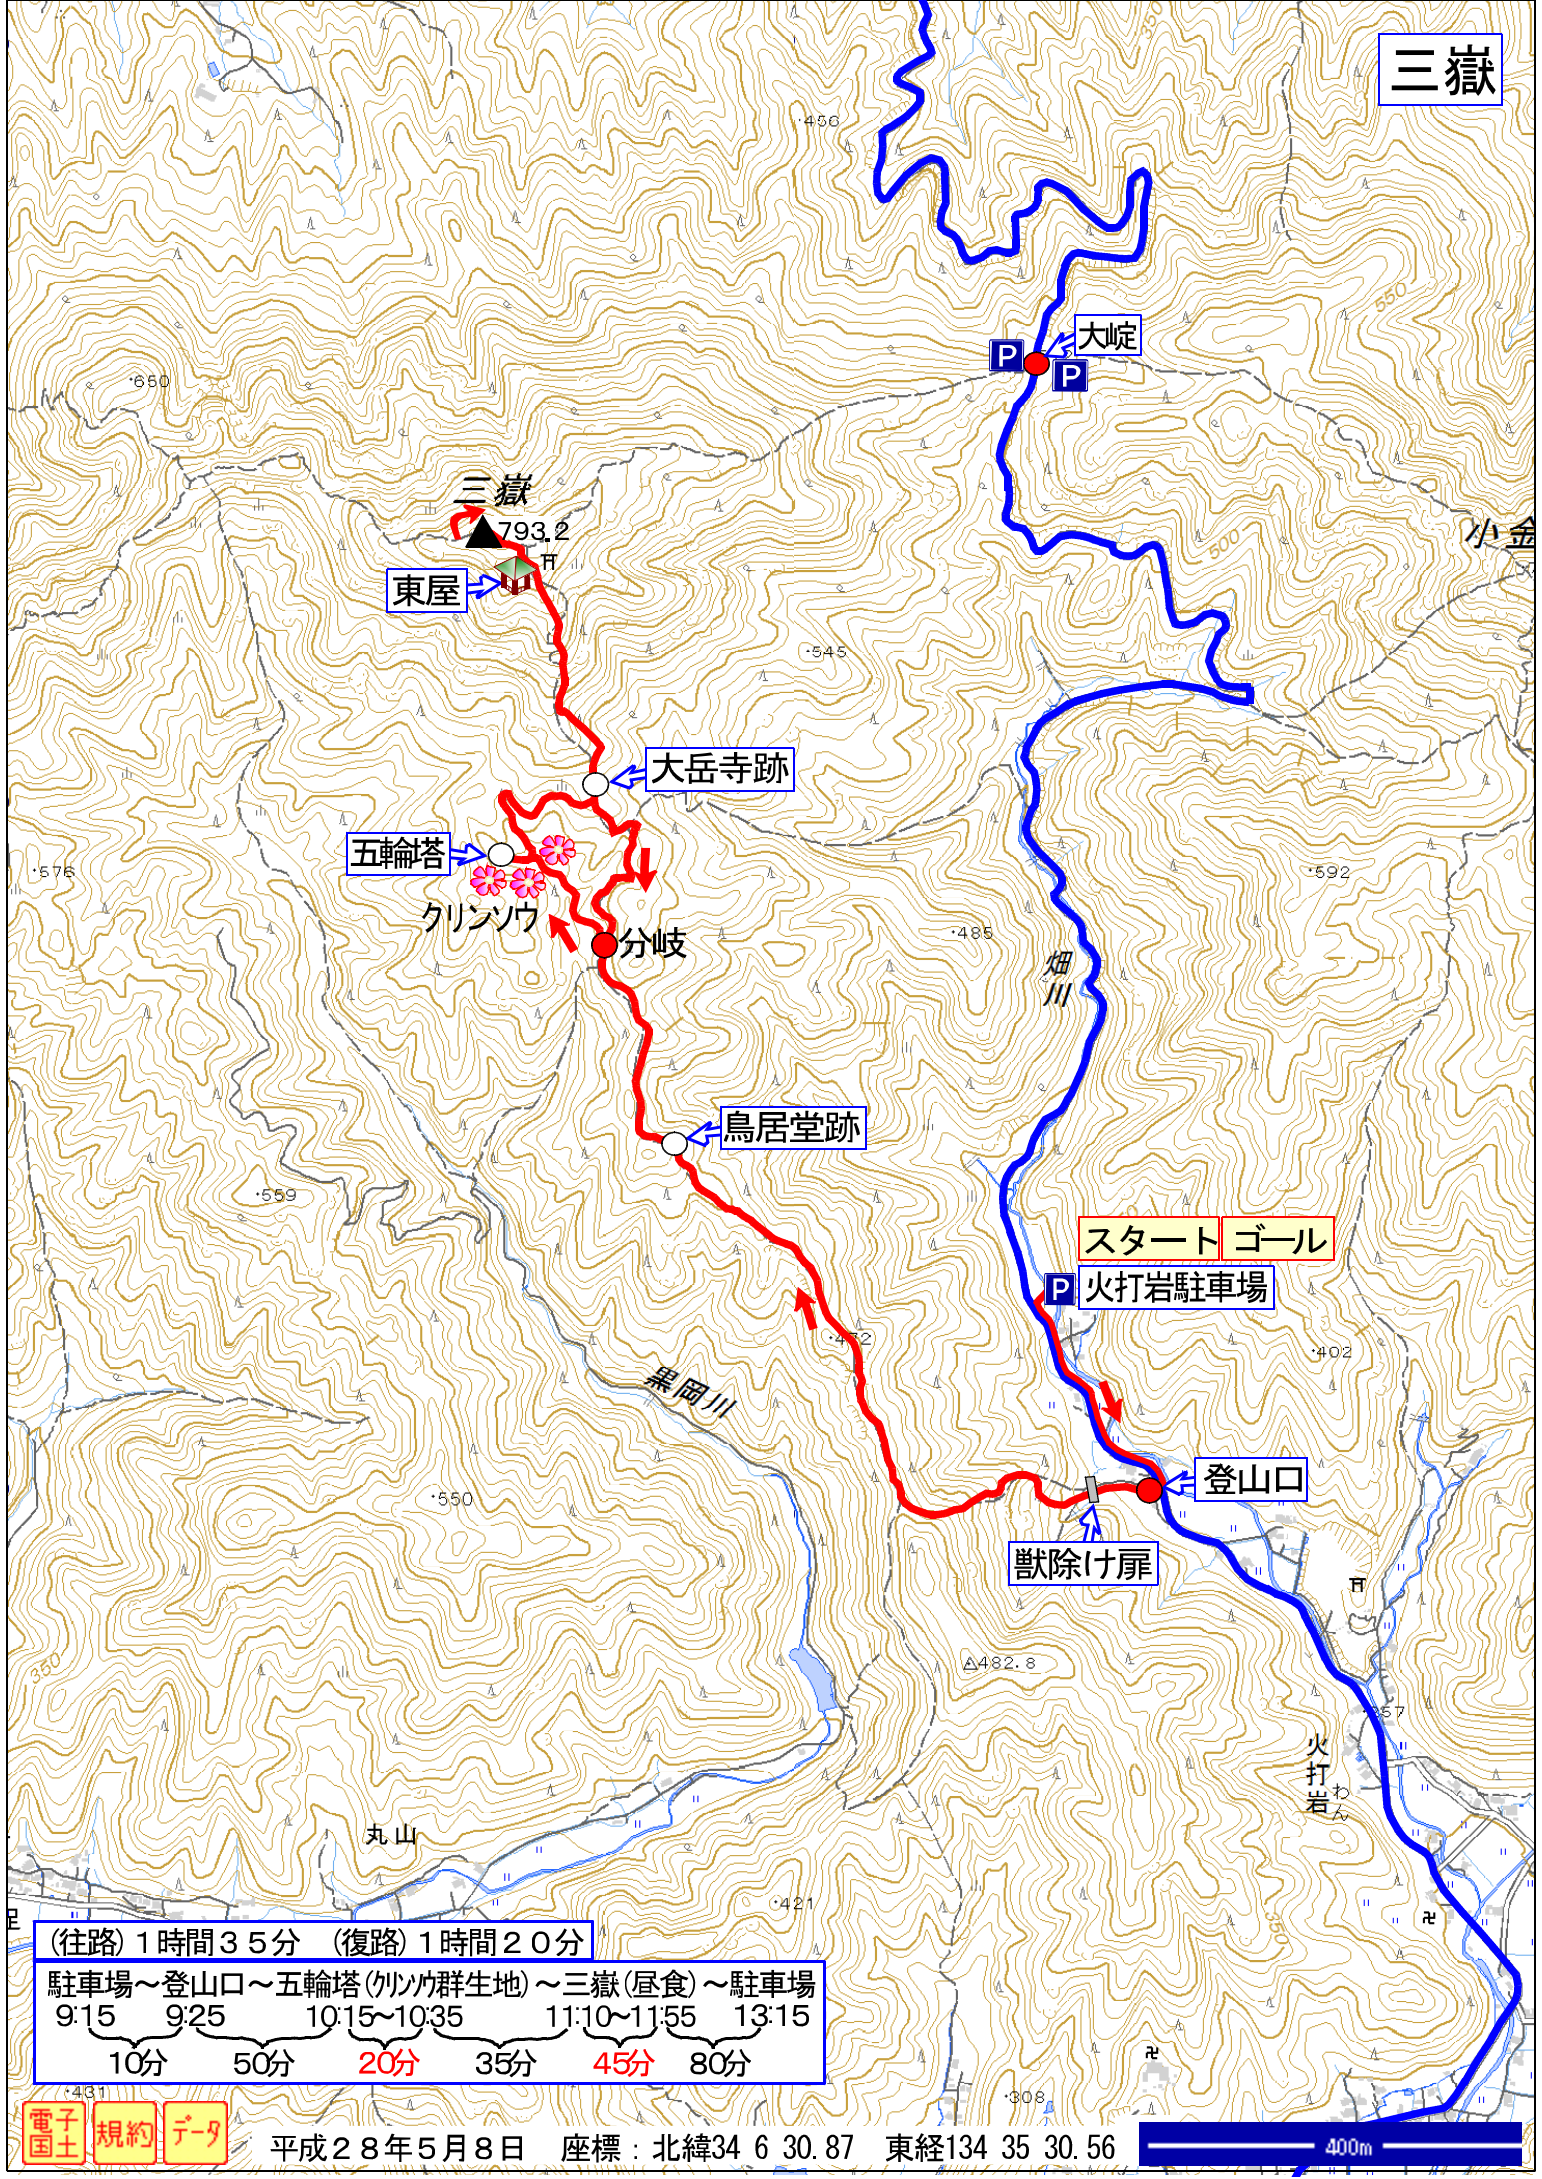 三嶽
350
・456
550
大峠
P
P
・650
三嶽
793.2
小金
500
東屋
・545
大岳寺跡
五輪塔
・576
・592
クリンソウ
分岐
・485
畑川
鳥居堂跡
・559
スタート ゴール
P 火打岩駐車場
・472
・402
黒岡川
登山口
・550
獣除け扉
350
482.8
火打岩
わん
丸山
・421
350
(往路)1時間35分 (復路)1時間20分
駐車場～登山口～五輪塔(クリンソウ群生地)～三嶽(昼食)～駐車場
9:15 9:25 10:15～10:35 11:10～11:55 13:15
10分 50分 20分 35分 45分 80分
・431
・308
電子国土 規約 データ
平成28年5月8日 座標:北緯34 6 30.87 東経134 35 30.56
400m